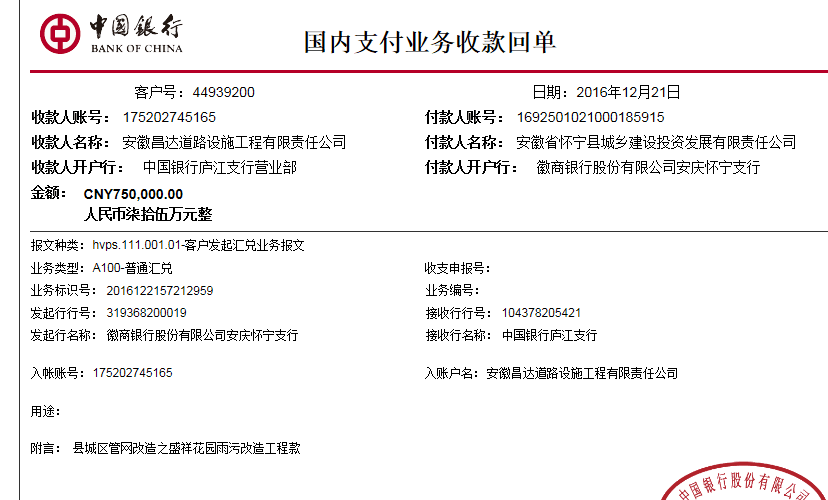 中国银行
BANK OF CHINA
国内支付业务收款回单
客户号：44939200 日期：2016年12月21日
收款人账号：175202745165 付款人账号：1692501021000185915
收款人名称：安徽昌达道路设施工程有限责任公司 付款人名称：安徽省怀宁县城乡建设投资发展有限责任公司
收款人开户行：中国银行庐江支行营业部 付款人开户行：徽商银行股份有限公司安庆怀宁支行
金额：CNY750,000.00
人民币柒拾伍万元整
报文种类：hvps.111.001.01-客户发起汇兑业务报文
业务类型：A100-普通汇兑 收支申报号：
业务标识号：2016122157212959 业务编号：
发起行行号：319368200019 接收行行号：104378205421
发起行名称：徽商银行股份有限公司安庆怀宁支行 接收行名称：中国银行庐江支行
入帐账号：175202745165 入账户名：安徽昌达道路设施工程有限责任公司
用途：
附言：县城区管网改造之盛祥花园雨污改造工程款
中国银行股份有限公司